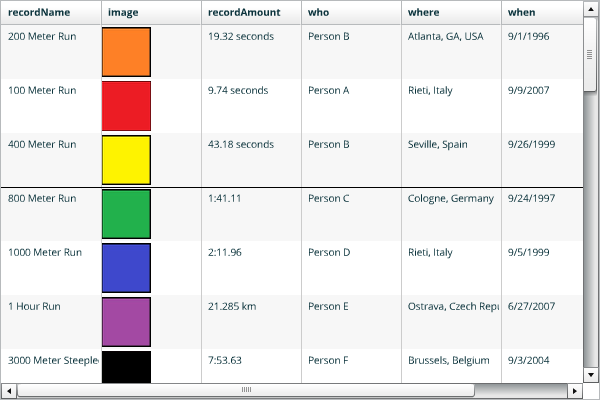 recordName image recordAmount who where when
200 Meter Run 19.32 seconds Person B Atlanta, GA, USA 9/1/1996
100 Meter Run 9.74 seconds Person A Rieti, Italy 9/9/2007
400 Meter Run 43.18 seconds Person B Seville, Spain 9/26/1999
800 Meter Run 1:41.11 Person C Cologne, Germany 9/24/1997
1000 Meter Run 2:11.96 Person D Rieti, Italy 9/5/1999
1 Hour Run 21.285 km Person E Ostrava, Czech Repu 6/27/2007
3000 Meter Steeple 7:53.63 Person F Brussels, Belgium 9/3/2004